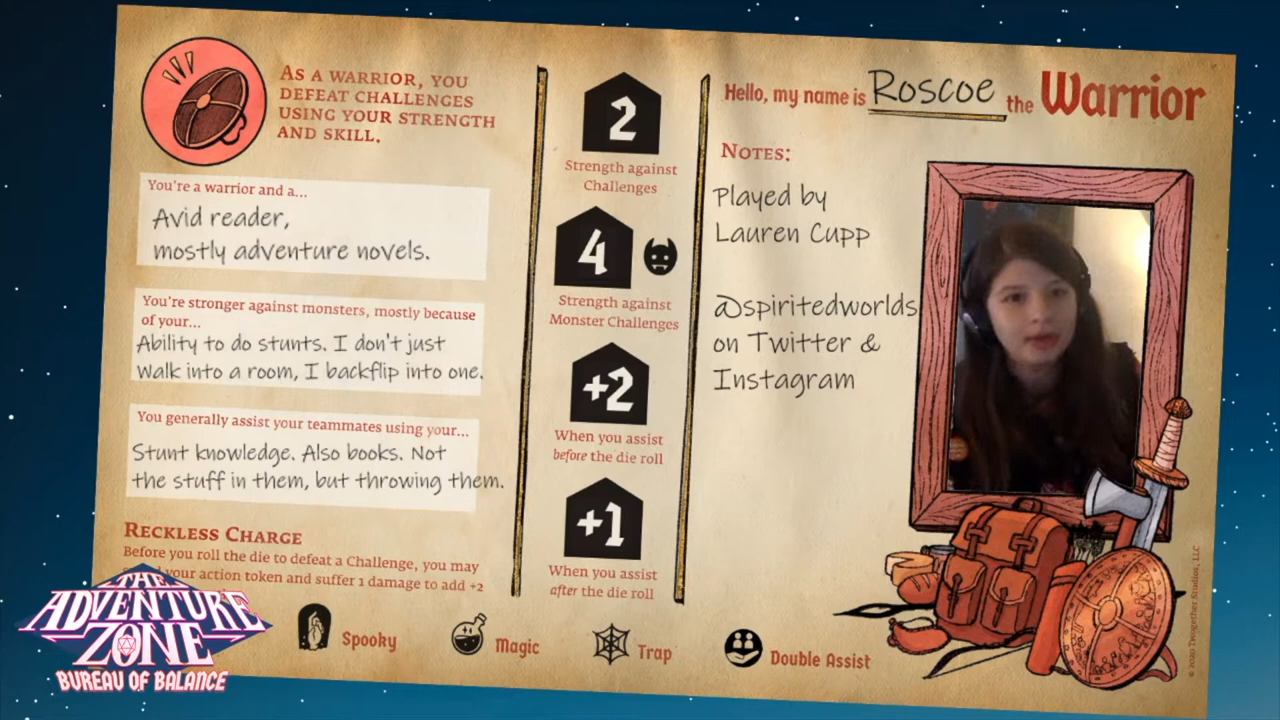 As a warrior, you
defeat challenges
using your strength
and skill.
You're a warrior and a...
Avid reader,
mostly adventure novels.
You're stronger against monsters, mostly because
of your...
Ability to do stunts. I don't just
walk into a room, I backflip into one.
You generally assist your teammates using your...
Stunt knowledge. Also books. Not
the stuff in them, but throwing them.
Reckless Charge
Before you roll the die to defeat a Challenge, you may
your action token and suffer 1 damage to add +2
2
Strength against
Challenges
4
Strength against
Monster Challenges
+2
When you assist
before the die roll
+1
When you assist
after the die roll
Hello, my name is Roscoe the Warrior
Notes:
Played by
Lauren Cupp
@spiritedworlds
on Twitter &
Instagram
Spooky
Magic
Trap
Double Assist
© 2020 Twogether Studios, LLC
THE
ADVENTURE
ZONE
BUREAU OF BALANCE